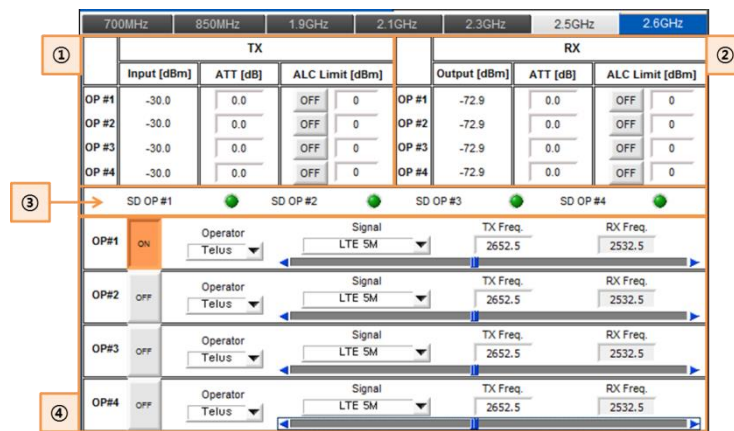 700MHz 850MHz 1.9GHz 2.1GHz 2.3GHz 2.5GHz 2.6GHz
① TX RX ②
Input [dBm] ATT [dB] ALC Limit [dBm] Output [dBm] ATT [dB] ALC Limit [dBm]
OP #1 -30.0 0.0 OFF 0 OP #1 -72.9 0.0 OFF 0
OP #2 -30.0 0.0 OFF 0 OP #2 -72.9 0.0 OFF 0
OP #3 -30.0 0.0 OFF 0 OP #3 -72.9 0.0 OFF 0
OP #4 -30.0 0.0 OFF 0 OP #4 -72.9 0.0 OFF 0
③ SD OP #1 SD OP #2 SD OP #3 SD OP #4
Operator Signal TX Freq. RX Freq.
OP#1 ON Telus LTE 5M 2652.5 2532.5
Operator Signal TX Freq. RX Freq.
OP#2 OFF Telus LTE 5M 2652.5 2532.5
Operator Signal TX Freq. RX Freq.
OP#3 OFF Telus LTE 5M 2652.5 2532.5
Operator Signal TX Freq. RX Freq.
④ OP#4 OFF Telus LTE 5M 2652.5 2532.5